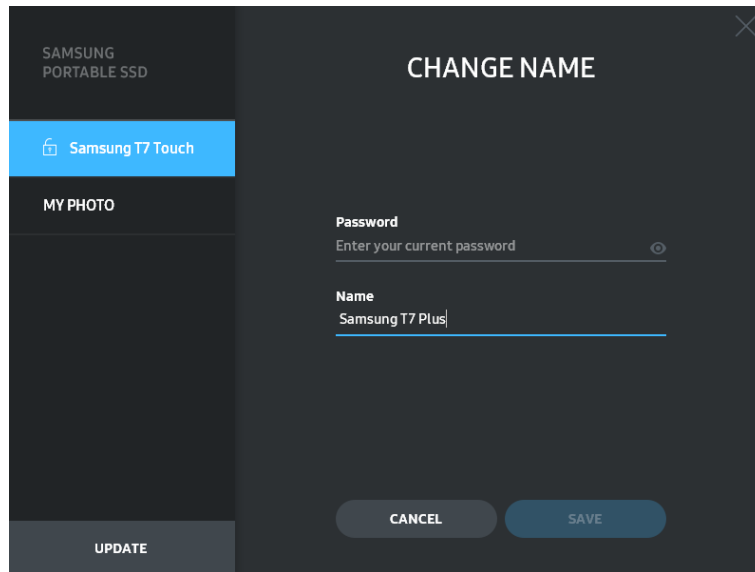 SAMSUNG
PORTABLE SSD
Samsung T7 Touch
MY PHOTO
UPDATE
CHANGE NAME
Password
Enter your current password
Name
Samsung T7 Plus
CANCEL
SAVE